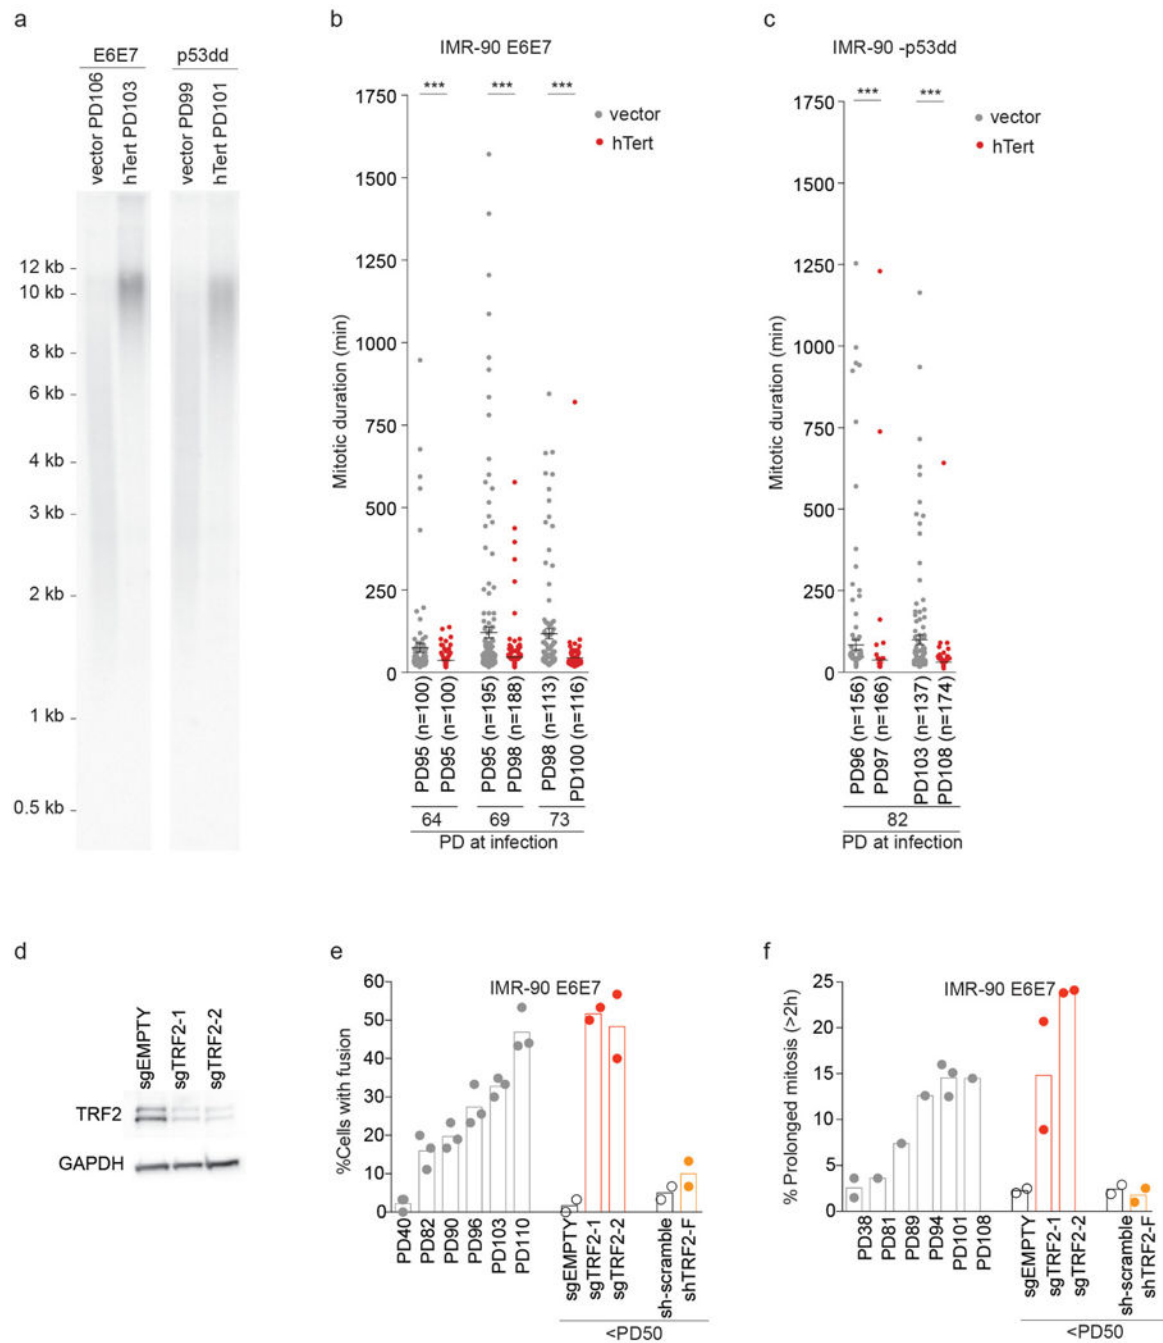 a
E6E7
p53dd
vector PD106
hTert PD103
vector PD99
hTert PD101
12 kb
10 kb
8 kb
6 kb
4 kb
3 kb
2 kb
1 kb
0.5 kb
b
IMR-90 E6E7
***
***
***
vector
hTert
Mitotic duration (min)
1750
1500
1250
1000
750
500
250
0
PD95 (n=100)
PD95 (n=100)
PD95 (n=195)
PD98 (n=188)
PD98 (n=113)
PD100 (n=116)
64
69
73
PD at infection
c
IMR-90 -p53dd
***
***
vector
hTert
Mitotic duration (min)
1750
1500
1250
1000
750
500
250
0
PD96 (n=156)
PD97 (n=166)
PD103 (n=137)
PD108 (n=174)
82
PD at infection
d
sgEMPTY
sgTRF2-1
sgTRF2-2
TRF2
GAPDH
e
IMR-90 E6E7
%Cells with fusion
60
50
40
30
20
10
0
PD40
PD82
PD90
PD96
PD103
PD110
sgEMPTY
sgTRF2-1
sgTRF2-2
sh-scramble
shTRF2-F
<PD50
f
IMR-90 E6E7
% Prolonged mitosis (>2h)
25
20
15
10
5
0
PD38
PD81
PD89
PD94
PD101
PD108
sgEMPTY
sgTRF2-1
sgTRF2-2
sh-scramble
shTRF2-F
<PD50